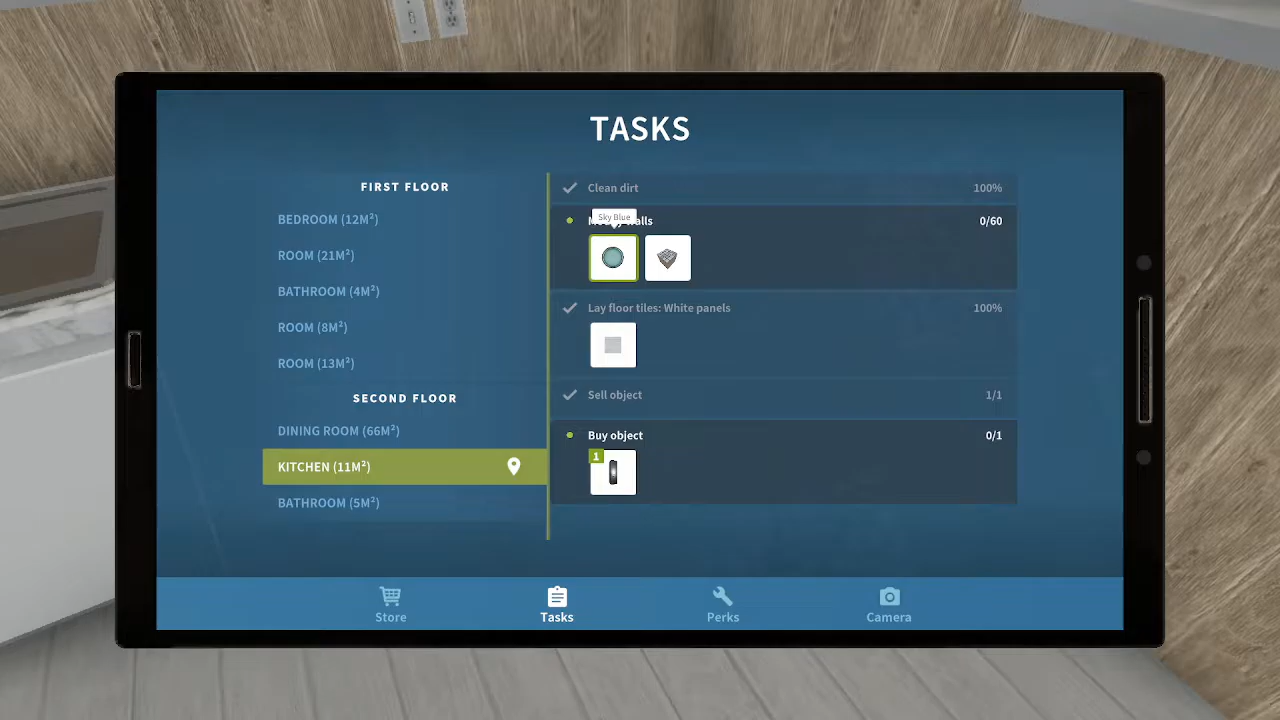 TASKS
FIRST FLOOR
BEDROOM (12M²)
ROOM (21M²)
BATHROOM (4M²)
ROOM (8M²)
ROOM (13M²)
SECOND FLOOR
DINING ROOM (66M²)
KITCHEN (11M²)
BATHROOM (5M²)
Clean dirt 100%
Sky Blue
0/60
Lay floor tiles: White panels 100%
Sell object 1/1
Buy object 0/1
1
Store Tasks Perks Camera